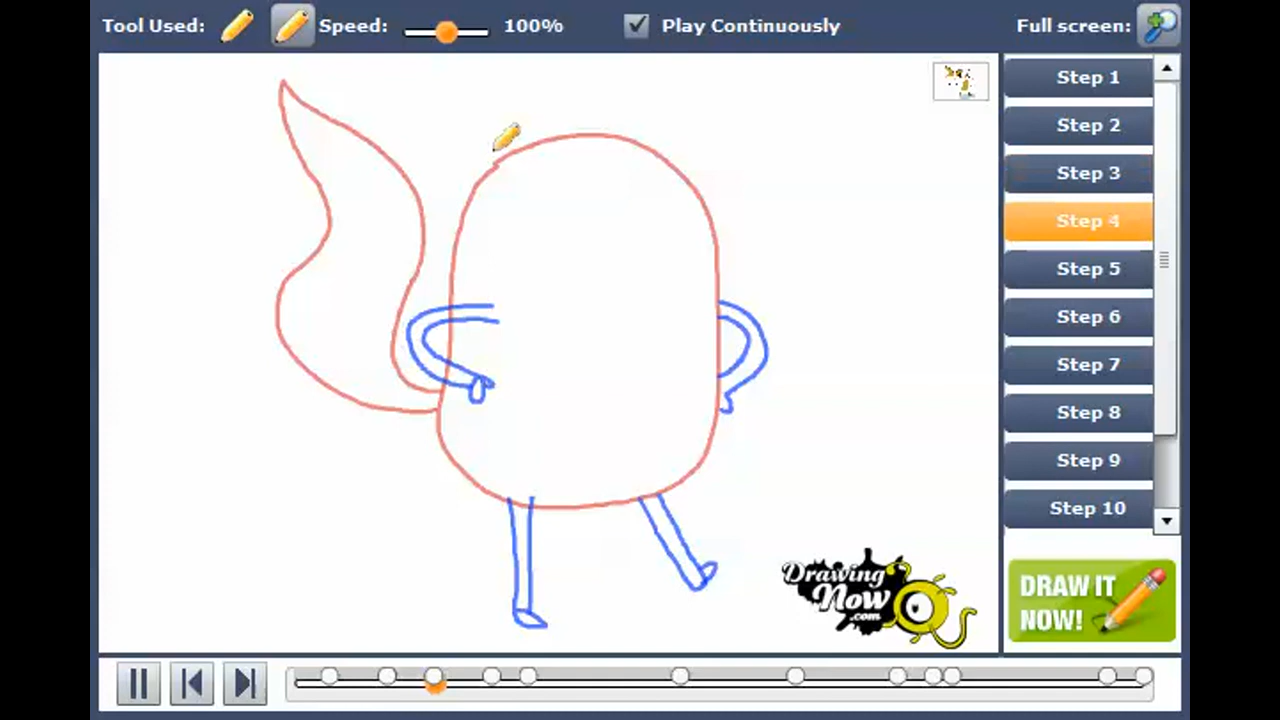 Tool Used: Speed: 100% Play Continuously Full screen:
Step 1
Step 2
Step 3
Step 4
Step 5
Step 6
Step 7
Step 8
Step 9
Step 10
Drawing
Now!
.com
DRAW IT
NOW!